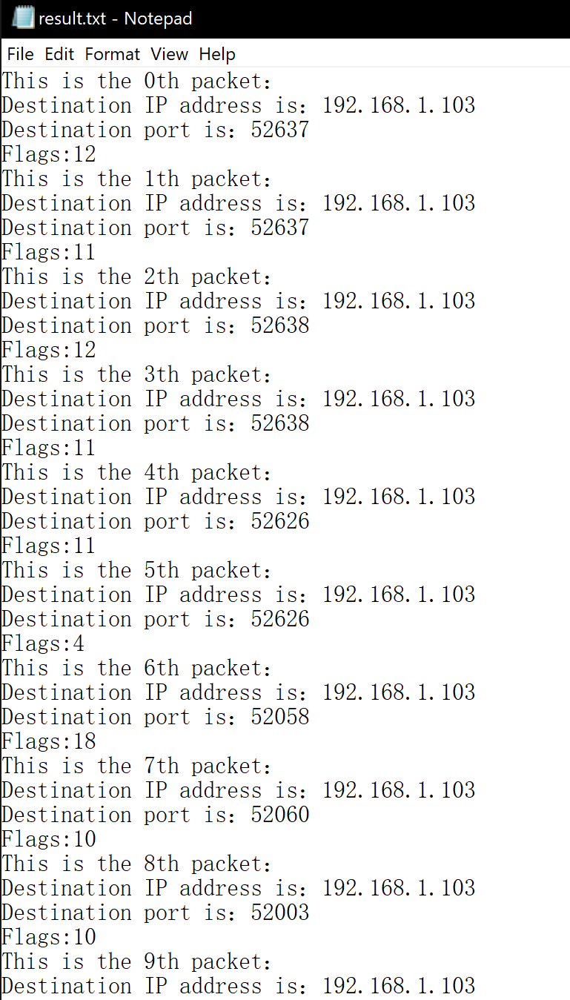 result.txt - Notepad
File Edit Format View Help
This is the 0th packet:
Destination IP address is: 192.168.1.103
Destination port is: 52637
Flags:12
This is the 1th packet:
Destination IP address is: 192.168.1.103
Destination port is: 52637
Flags:11
This is the 2th packet:
Destination IP address is: 192.168.1.103
Destination port is: 52638
Flags:12
This is the 3th packet:
Destination IP address is: 192.168.1.103
Destination port is: 52638
Flags:11
This is the 4th packet:
Destination IP address is: 192.168.1.103
Destination port is: 52626
Flags:11
This is the 5th packet:
Destination IP address is: 192.168.1.103
Destination port is: 52626
Flags:4
This is the 6th packet:
Destination IP address is: 192.168.1.103
Destination port is: 52058
Flags:18
This is the 7th packet:
Destination IP address is: 192.168.1.103
Destination port is: 52060
Flags:10
This is the 8th packet:
Destination IP address is: 192.168.1.103
Destination port is: 52003
Flags:10
This is the 9th packet:
Destination IP address is: 192.168.1.103